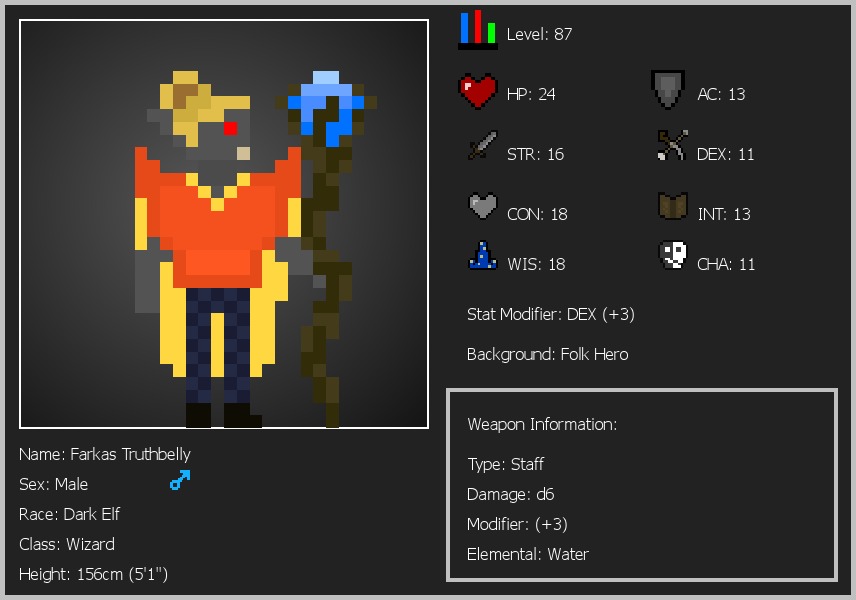 Level: 87
HP: 24
AC: 13
STR: 16
DEX: 11
CON: 18
INT: 13
WIS: 18
CHA: 11
Stat Modifier: DEX (+3)
Background: Folk Hero
Weapon Information:
Type: Staff
Damage: d6
Modifier: (+3)
Elemental: Water
Name: Farkas Truthbelly
Sex: Male
Race: Dark Elf
Class: Wizard
Height: 156cm (5'1")